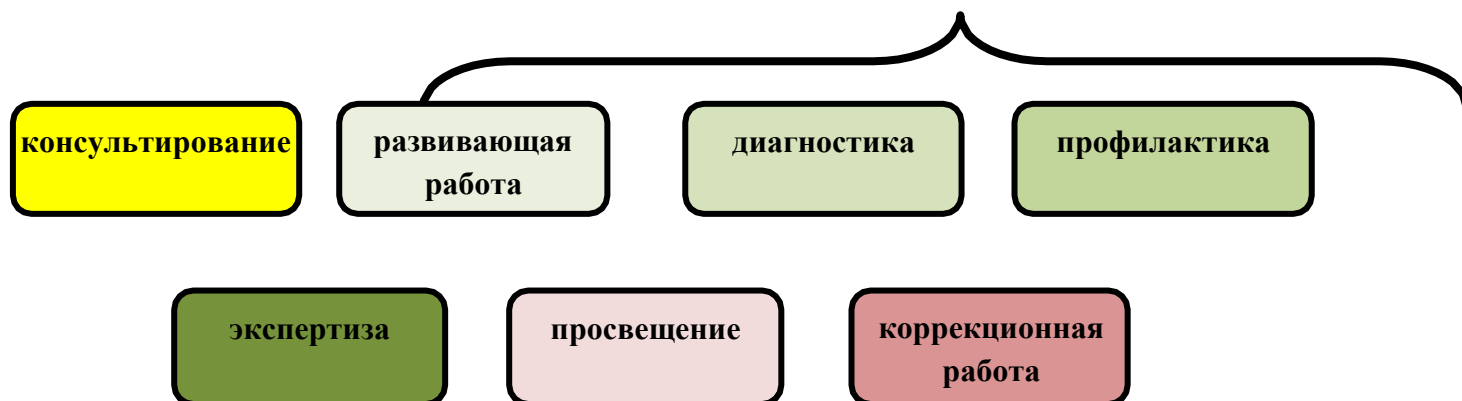 консультирование
развивающая
работа
диагностика
профилактика
экспертиза
просвещение
коррекционная
работа